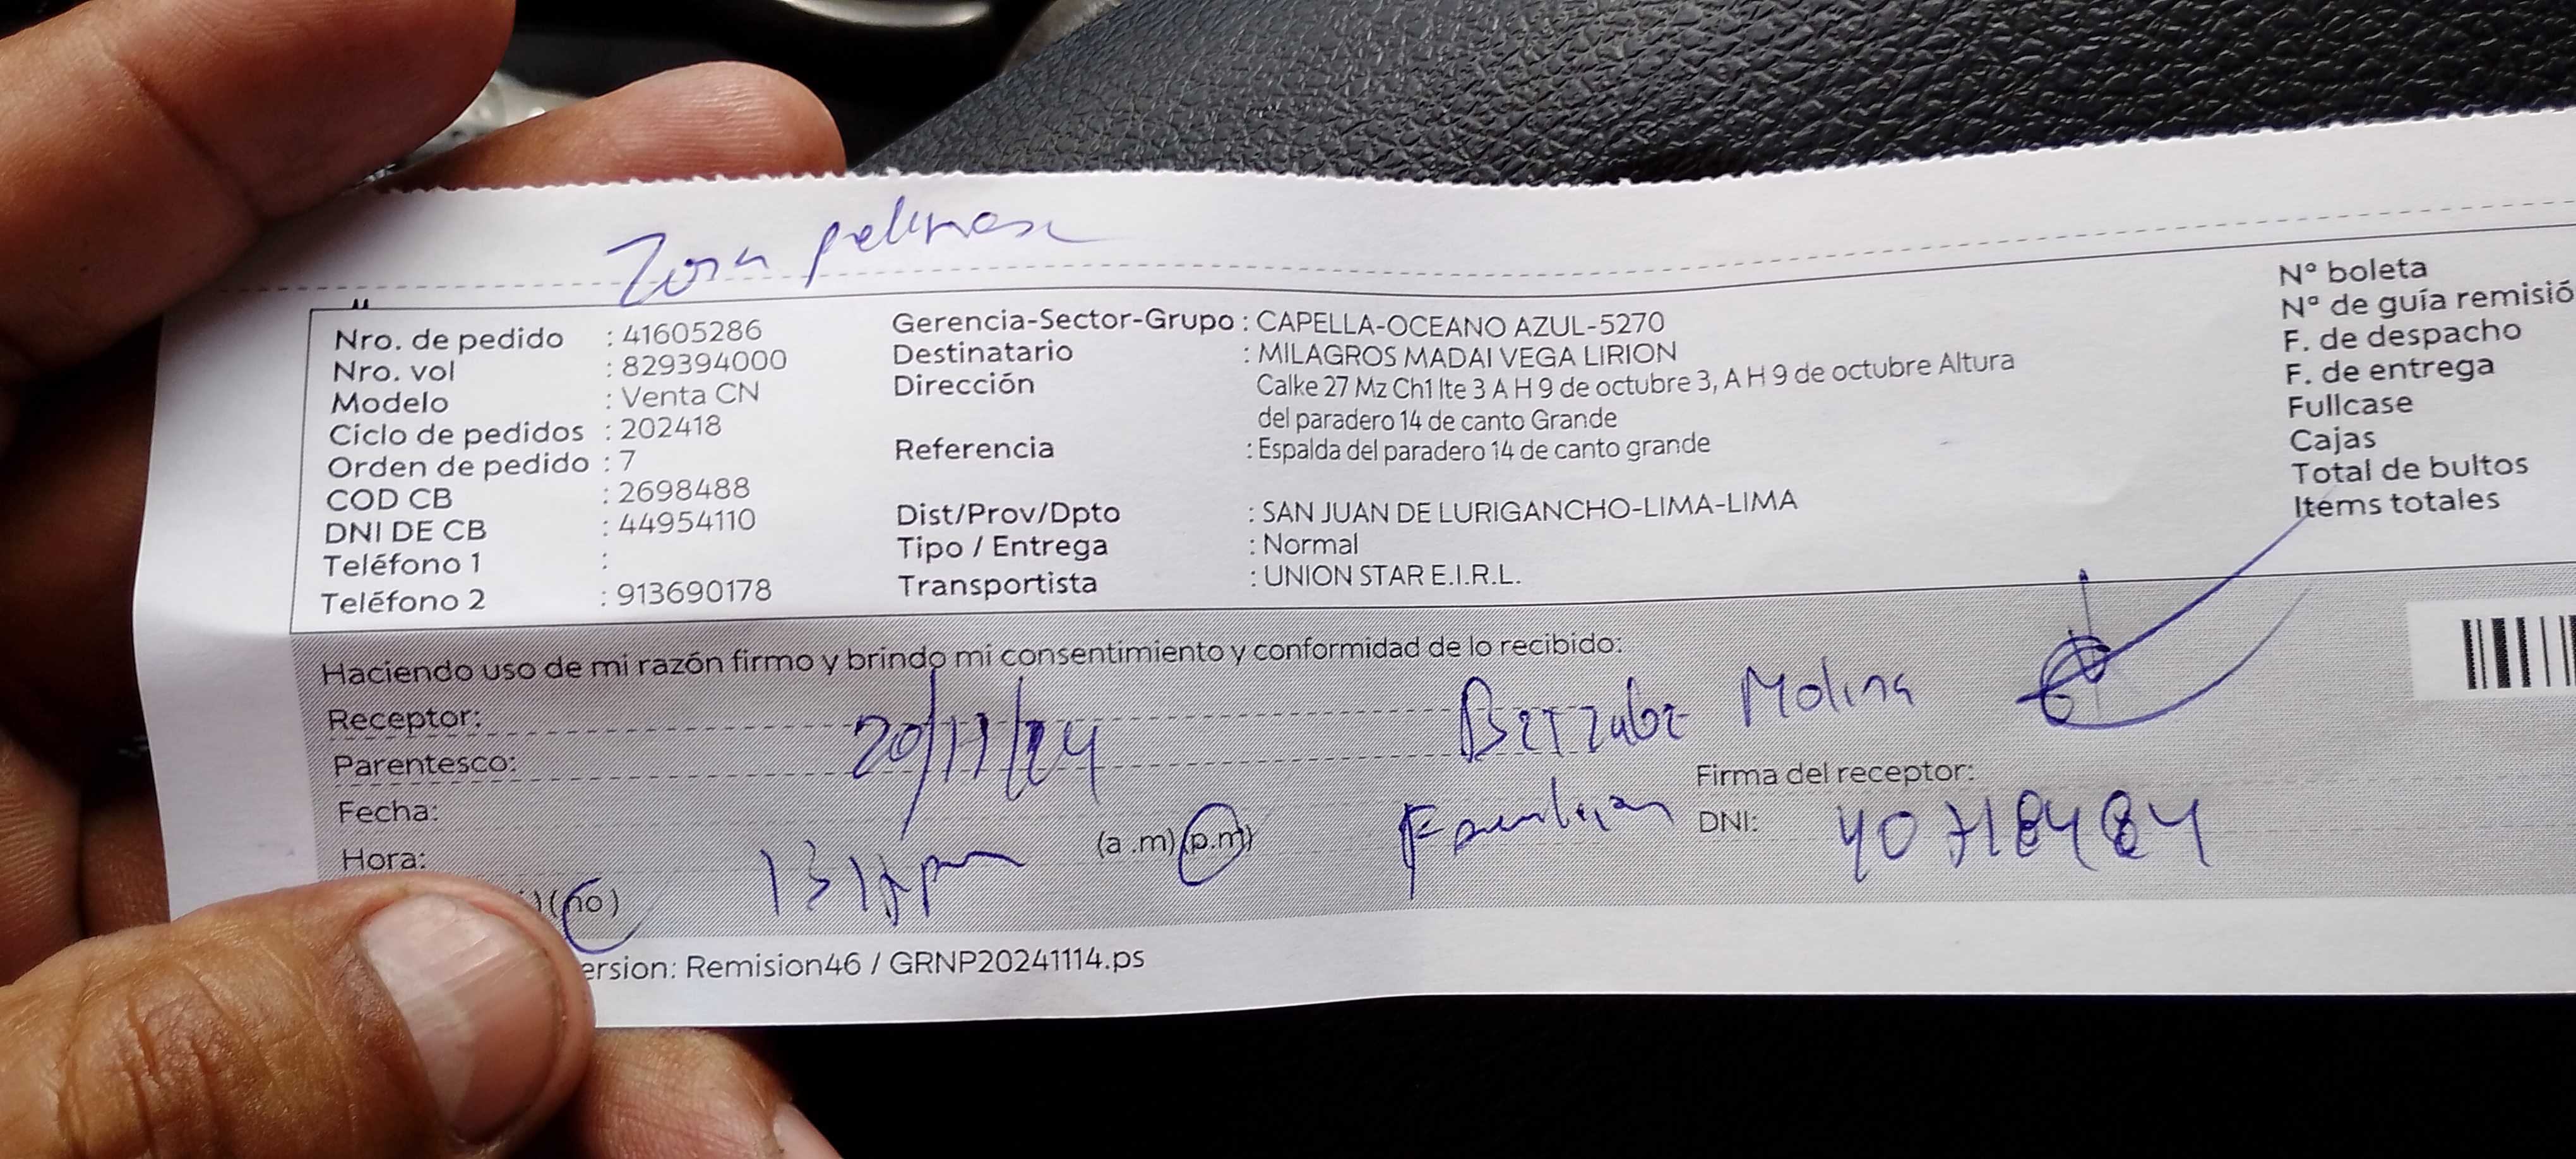 Zona peligrosa
Nro. de pedido : 41605286
Nro. vol : 829394000
Modelo : Venta CN
Ciclo de pedidos : 202418
Orden de pedido : 7
COD CB : 2698488
DNI DE CB : 44954110
Teléfono 1 :
Teléfono 2 : 913690178
Gerencia-Sector-Grupo : CAPELLA-OCEANO AZUL-5270
Destinatario : MILAGROS MADAI VEGA LIRION
Dirección Calke 27 Mz Ch1 lte 3 A H 9 de octubre 3, A H 9 de octubre Altura
del paradero 14 de canto Grande
Referencia : Espalda del paradero 14 de canto grande
Dist/Prov/Dpto : SAN JUAN DE LURIGANCHO-LIMA-LIMA
Tipo / Entrega : Normal
Transportista : UNION STAR E.I.R.L.
N° boleta
N° de guía remisió
F. de despacho
F. de entrega
Fullcase
Cajas
Total de bultos
Items totales
Haciendo uso de mi razón firmo y brindo mi consentimiento y conformidad de lo recibido:
Receptor:
Parentesco:
Fecha: 20/11/24
Hora: (a .m) (p.m)
Molina
Firma del receptor:
DNI: 40718484
) (no)
ersion: Remision46 / GRNP20241114.ps